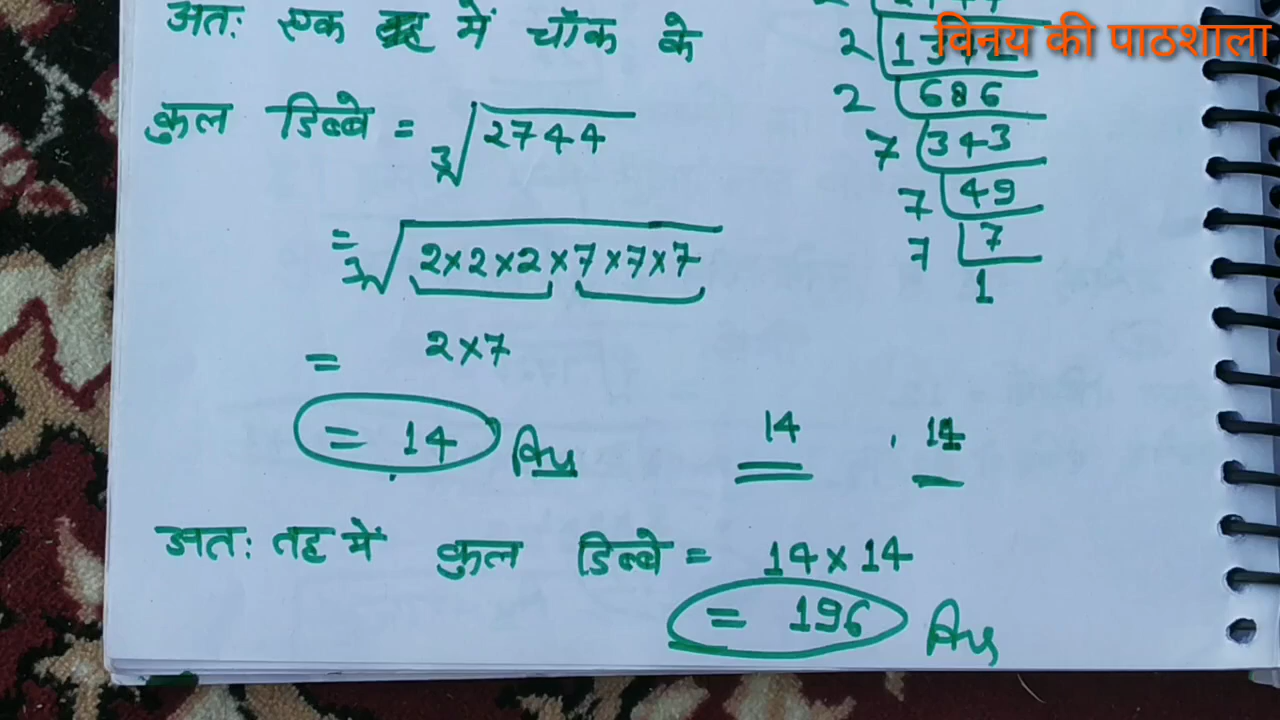 विनय की पाठशाला
अतः एक तह में चॉक के
कुल डिब्बे = ∛2744
= ∛2×2×2×7×7×7
= 2×7
= 14 Ans
14 , 14
अतः तह में कुल डिब्बे = 14×14
= 196 Ans
2 1372
2 686
7 343
7 49
7 7
1